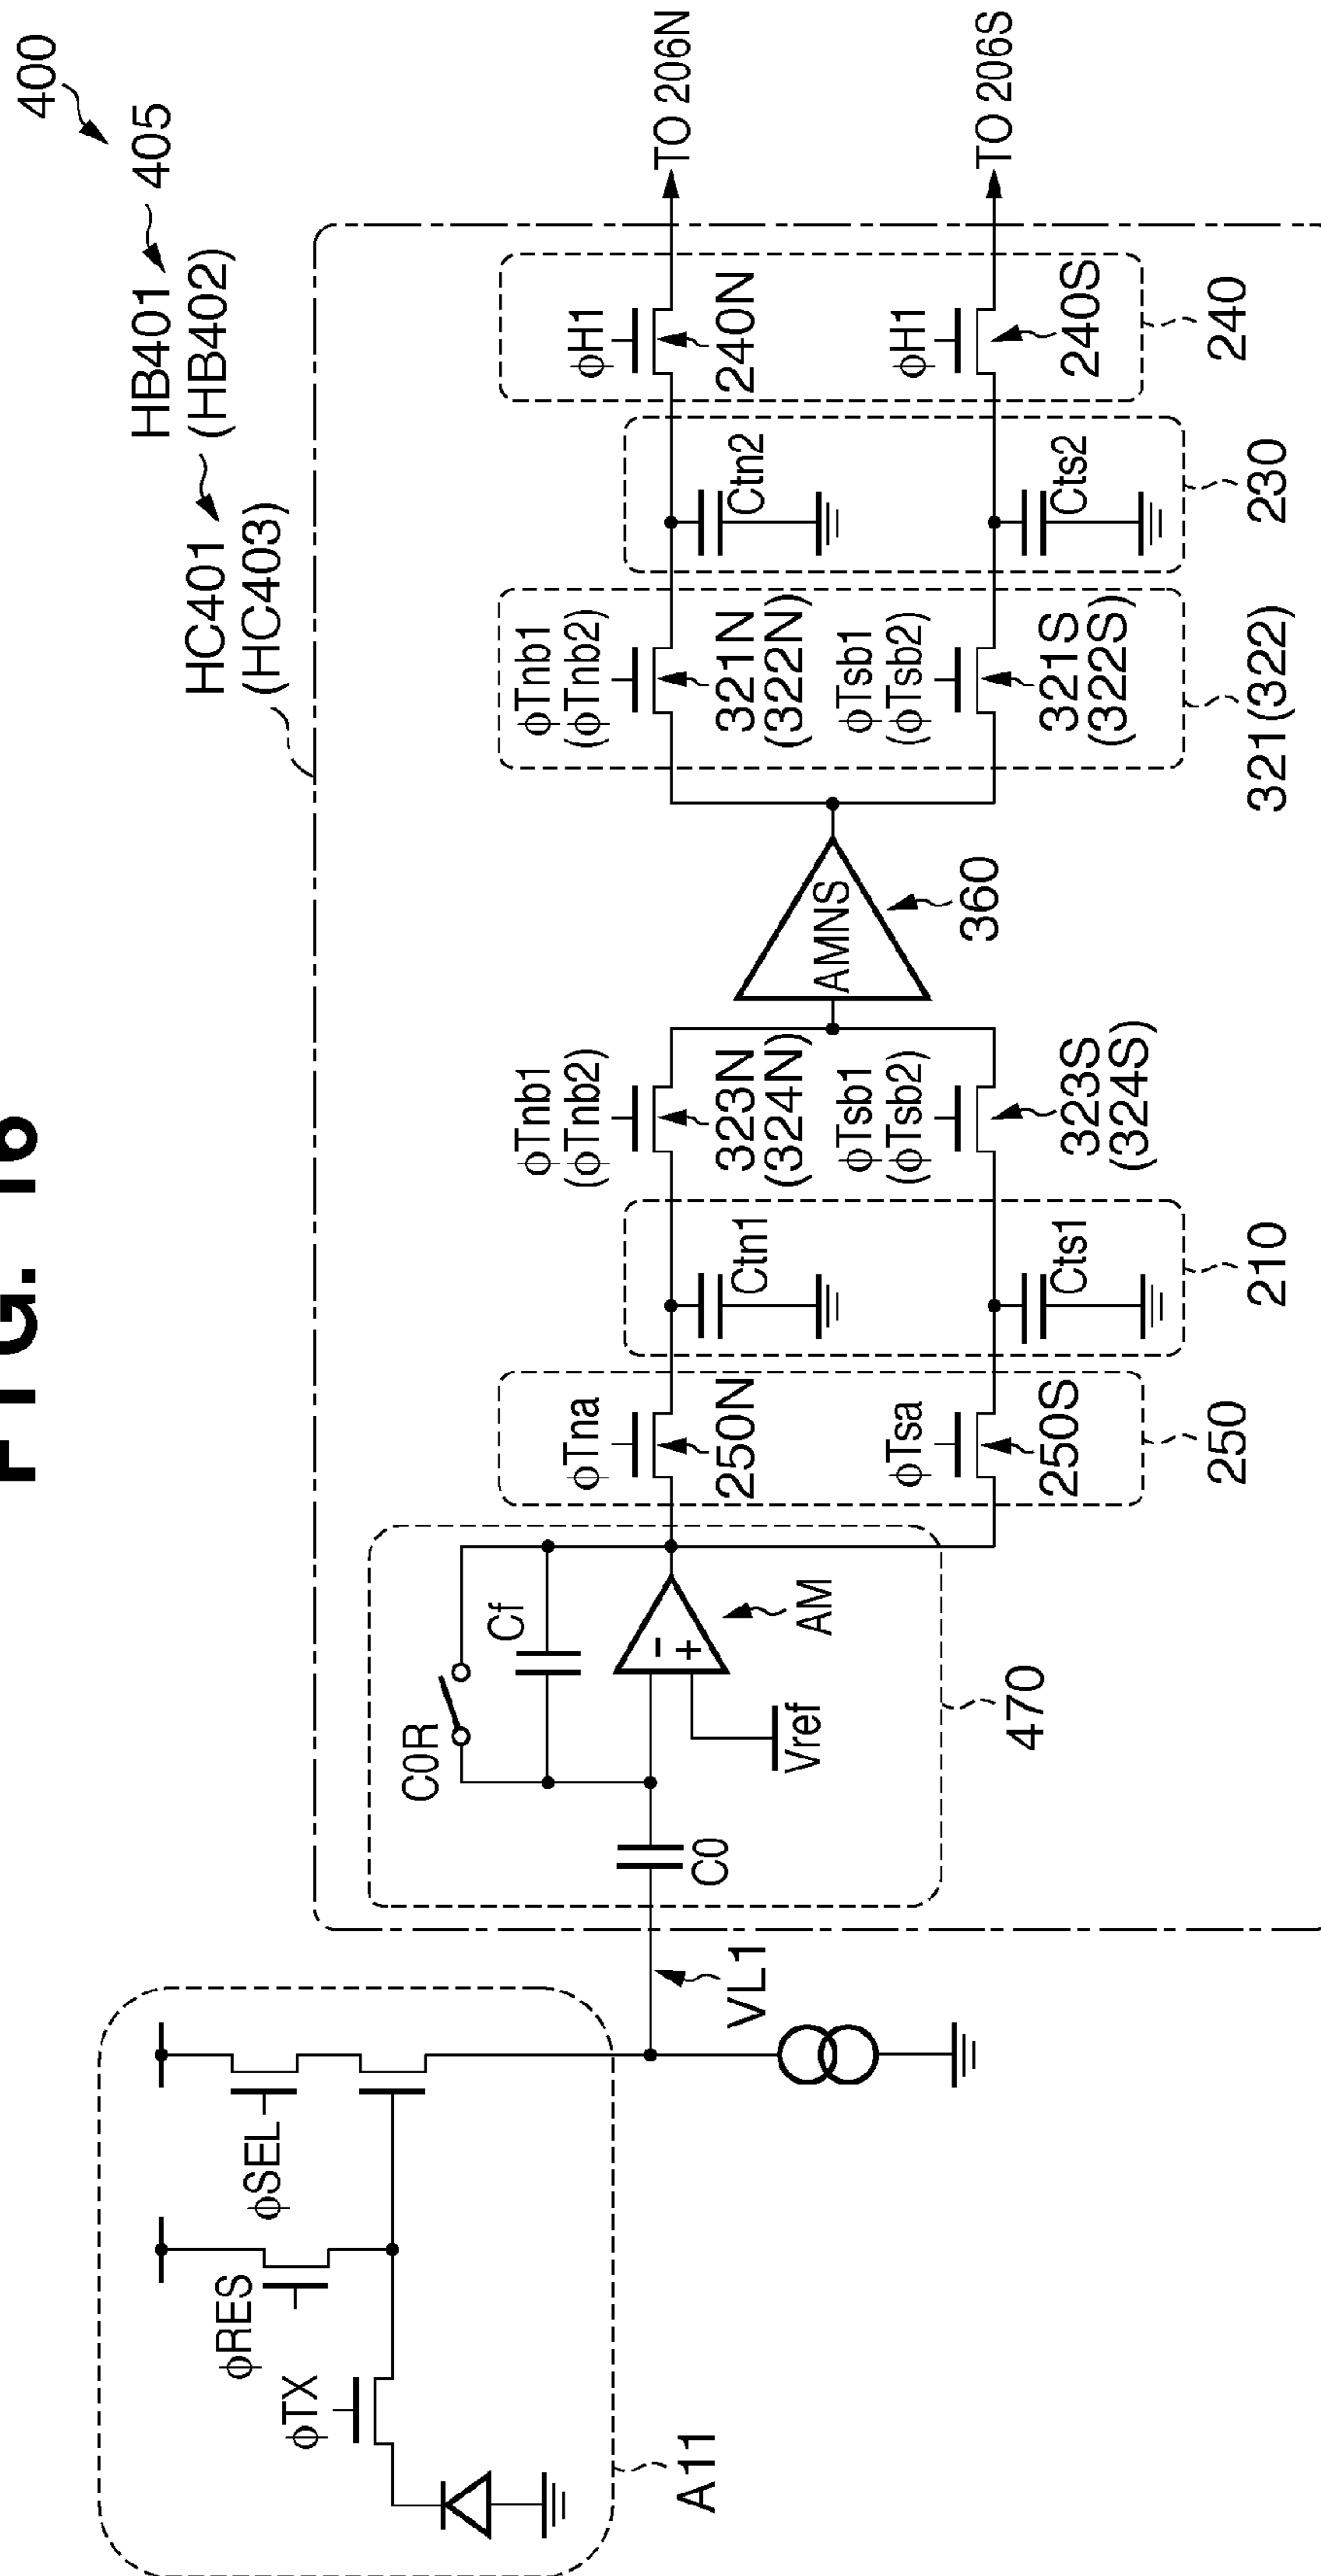 FIG. 16
400
HB401
(HB402)
405
HC401
(HC403)
A11
φTX
φRES
φSEL
VL1
C0
C0R
Cf
-
+
AM
Vref
470
φTna
250N
φTsa
250S
250
Ctn1
Cts1
210
φTnb1
(φTnb2)
323N
(324N)
φTsb1
(φTsb2)
323S
(324S)
AMNS
360
φTnb1
(φTnb2)
321N
(322N)
φTsb1
(φTsb2)
321S
(322S)
321(322)
Ctn2
Cts2
230
φH1
240N
φH1
240S
240
TO 206N
TO 206S